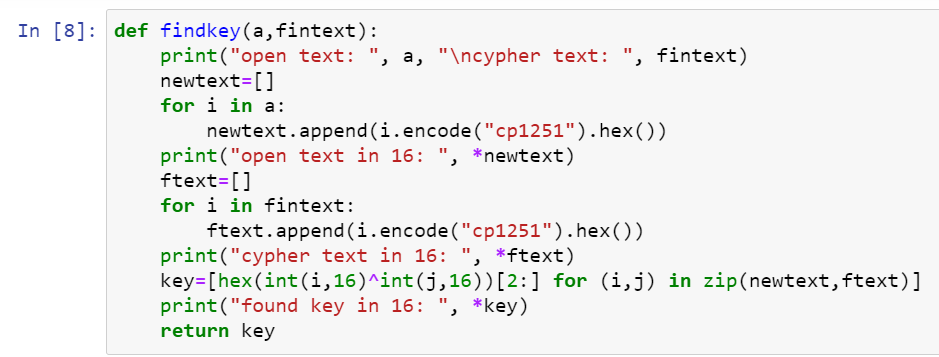 In [8]: def findkey(a,fintext):
    print("open text: ", a, "\ncypher text: ", fintext)
    newtext=[]
    for i in a:
        newtext.append(i.encode("cp1251").hex())
    print("open text in 16: ", *newtext)
    ftext=[]
    for i in fintext:
        ftext.append(i.encode("cp1251").hex())
    print("cypher text in 16: ", *ftext)
    key=[hex(int(i,16)^int(j,16))[2:] for (i,j) in zip(newtext,ftext)]
    print("found key in 16: ", *key)
    return key